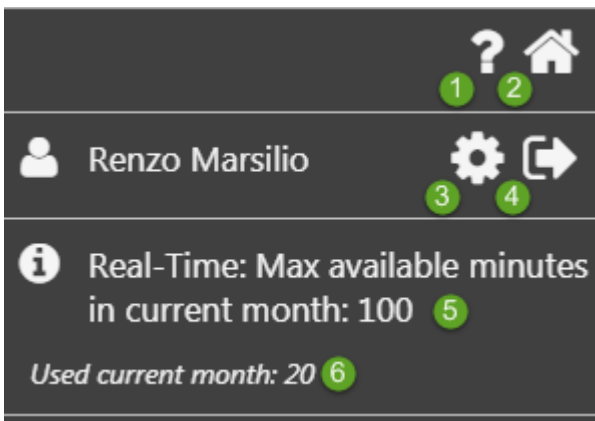 ? 
1 2
Renzo Marsilio
3 4
i Real-Time: Max available minutes
in current month: 100 5
Used current month: 20 6